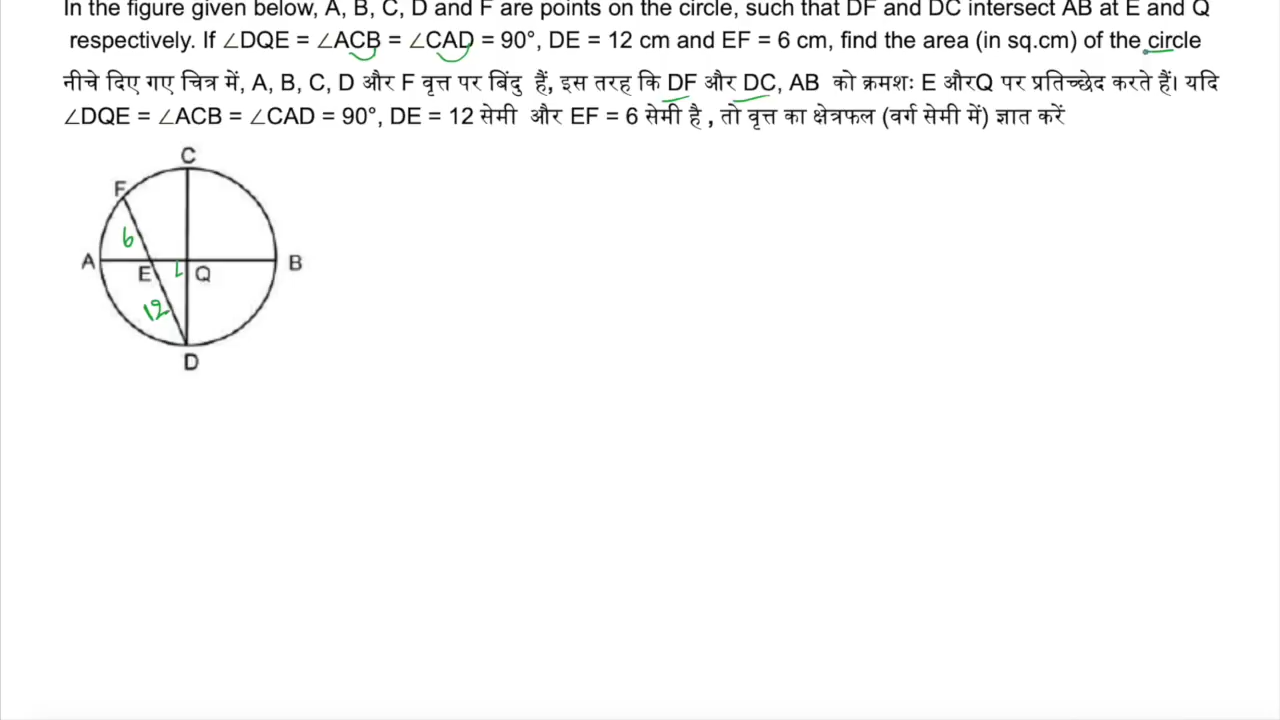 In the figure given below, A, B, C, D and F are points on the circle, such that DF and DC intersect AB at E and Q
respectively. If ∠DQE = ∠ACB = ∠CAD = 90°, DE = 12 cm and EF = 6 cm, find the area (in sq.cm) of the circle
नीचे दिए गए चित्र में, A, B, C, D और F वृत्त पर बिंदु हैं, इस तरह कि DF और DC, AB को क्रमशः E औरQ पर प्रतिच्छेद करते हैं। यदि
∠DQE = ∠ACB = ∠CAD = 90°, DE = 12 सेमी और EF = 6 सेमी है , तो वृत्त का क्षेत्रफल (वर्ग सेमी में) ज्ञात करें
C
F
6
A E Q B
12
D